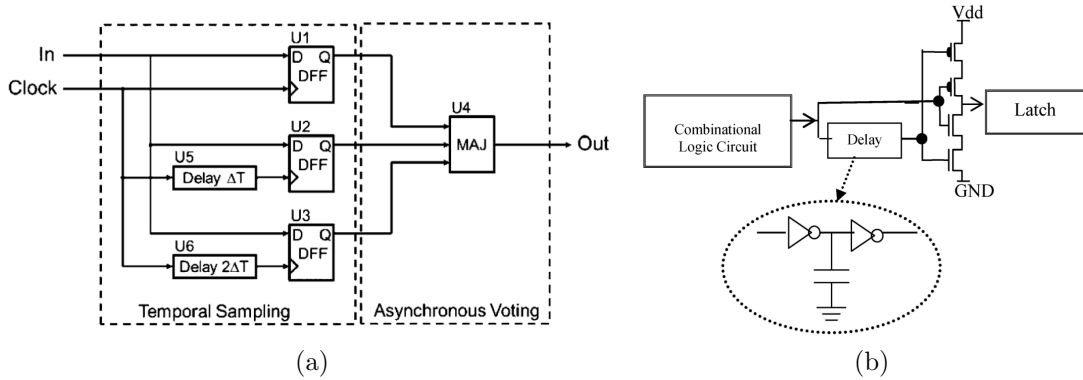 In
Clock
U1
D Q
DFF
U2
D Q
DFF
U5
Delay ΔT
U3
D Q
DFF
U6
Delay 2ΔT
Temporal Sampling
U4
MAJ
Out
Asynchronous Voting
(a)
Vdd
Combinational
Logic Circuit
Delay
Latch
GND
(b)